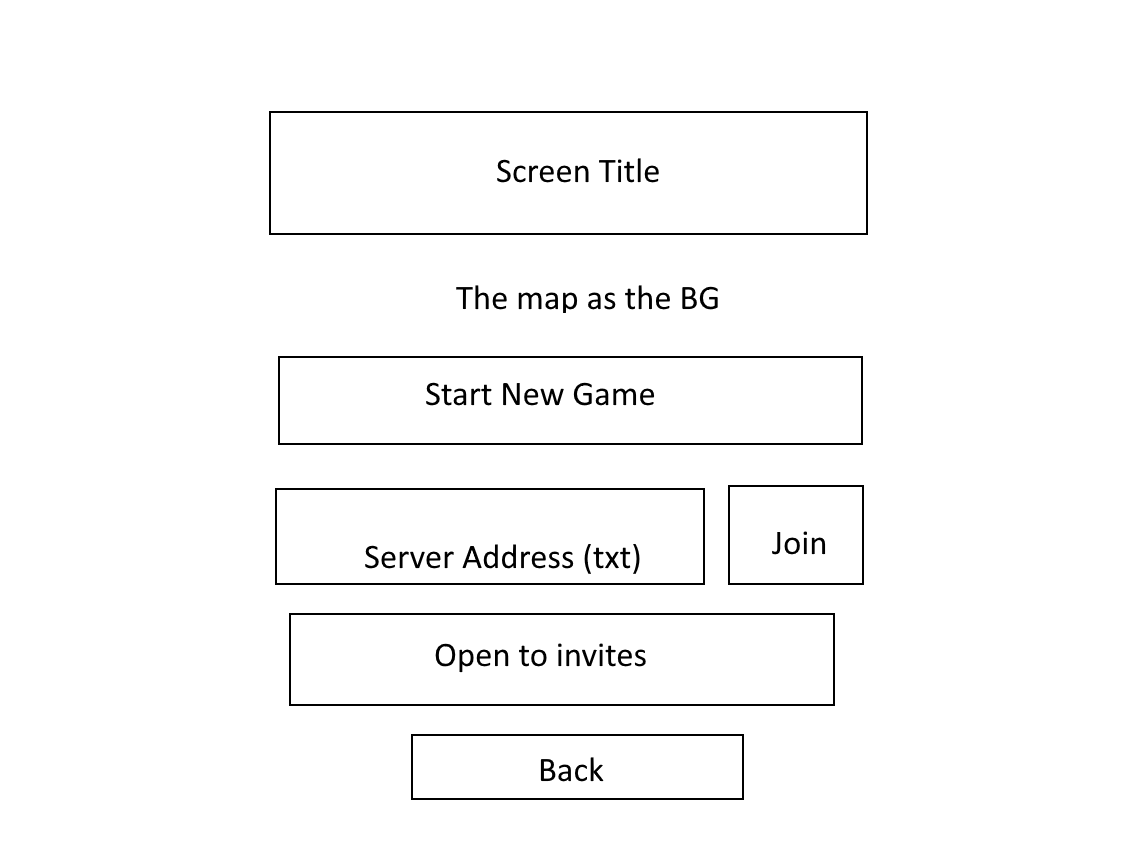 Screen Title
The map as the BG
Start New Game
Server Address (txt)
Join
Open to invites
Back